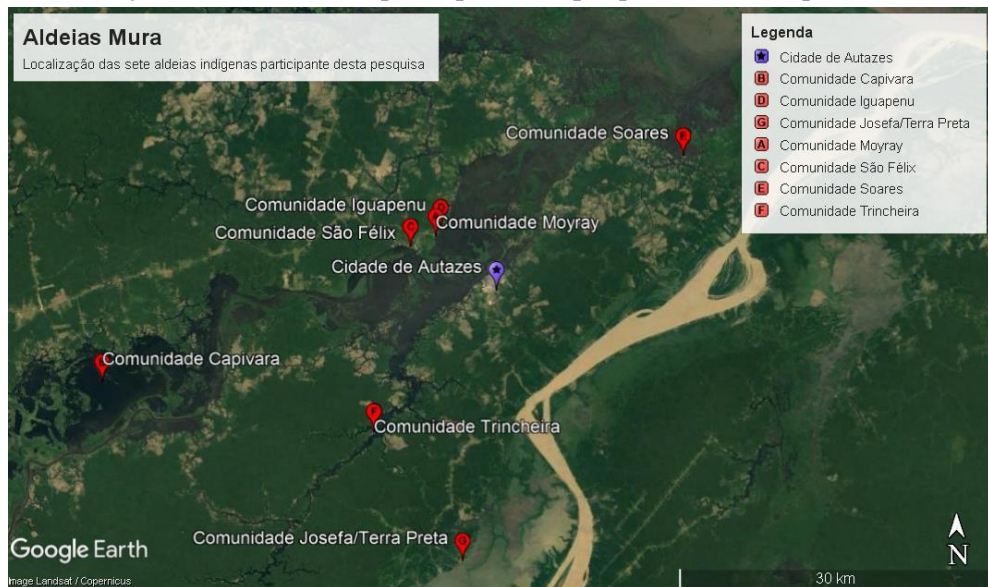 Aldeias Mura
Localização das sete aldeias indígenas participante desta pesquisa
Legenda
Cidade de Autazes
B Comunidade Capivara
D Comunidade Iguapenu
G Comunidade Josefa/Terra Preta
A Comunidade Moyray
C Comunidade São Félix
E Comunidade Soares
F Comunidade Trincheira
Comunidade Soares E
Comunidade Iguapenu D
Comunidade Moyray
Comunidade São Félix C
Cidade de Autazes
Comunidade Capivara
F
Comunidade Trincheira
Comunidade Josefa/Terra Preta G
Google Earth
N
Image Landsat / Copernicus
30 km